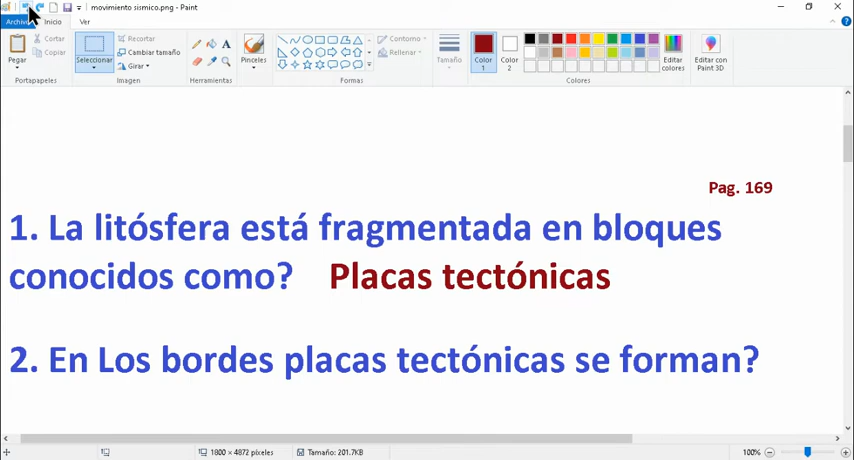 movimiento sismico.png - Paint
Archivo Inicio Ver
Pegar
Cortar
Copiar
Portapapeles
Seleccionar
Recortar
Cambiar tamaño
Girar
Imagen
Herramientas
Pinceles
Contorno
Rellenar
Formas
Tamaño
Color 1
Color 2
Editar colores
Colores
Editar con Paint 3D
Pag. 169
1. La litósfera está fragmentada en bloques
conocidos como? Placas tectónicas
2. En Los bordes placas tectónicas se forman?
1800 × 4872 píxeles Tamaño: 201.7KB 100%